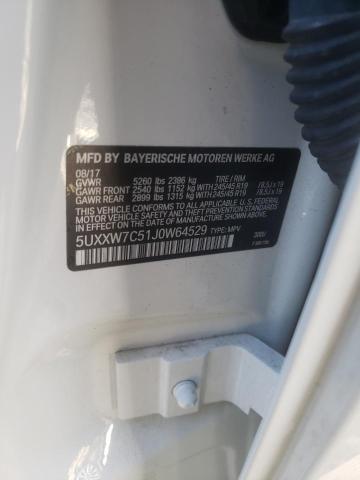 MFD BY BAYERISCHE MOTOREN WERKE AG
08/17
GVWR 5260 lbs 2386 kg TIRE / RIM
GAWR FRONT 2540 lbs 1152 kg WITH 245/45 R19 /8.5J x 19
GAWR REAR 2899 lbs 1315 kg WITH 245/45 R19 /8.5J x 19
THIS VEHICLE CONFORMS TO ALL APPLICABLE U.S. FEDERAL
MOTOR VEHICLE SAFETY STANDARDS IN EFFECT ON
THE DATE OF MANUFACTURE SHOWN ABOVE.
5UXXW7C51J0W64529 TYPE: MPV